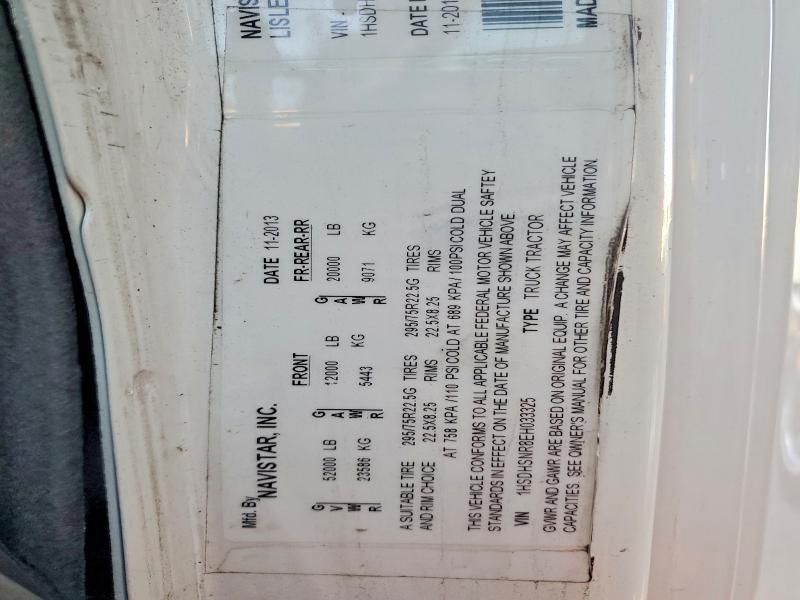 NAVIS
LISLE
VIN
1HSDH
DATE
11-201
MAD
Mfd. By
NAVISTAR, INC.
DATE 11-2013
FRONT
FR-REAR-RR
GVWR 52000 LB
23586 KG
GAWR 12000 LB
5443 KG
GAWR 20000 LB
9071 KG
A SUITABLE TIRE 295/75R22.5G TIRES 295/75R22.5G TIRES
AND RIM CHOICE 22.5X8.25 RIMS 22.5X8.25 RIMS
AT 758 KPA /110 PSI COLD AT 689 KPA/ 100PSI COLD DUAL
THIS VEHICLE CONFORMS TO ALL APPLICABLE FEDERAL MOTOR VEHICLE SAFTEY
STANDARDS IN EFFECT ON THE DATE OF MANUFACTURE SHOWN ABOVE.
VIN 1HSDHSNR8EH033325 TYPE TRUCK TRACTOR
GVWR AND GAWR ARE BASED ON ORIGINAL EQUIP. A CHANGE MAY AFFECT VEHICLE
CAPACITIES. SEE OWNER'S MANUAL FOR OTHER TIRE AND CAPACITY INFORMATION.